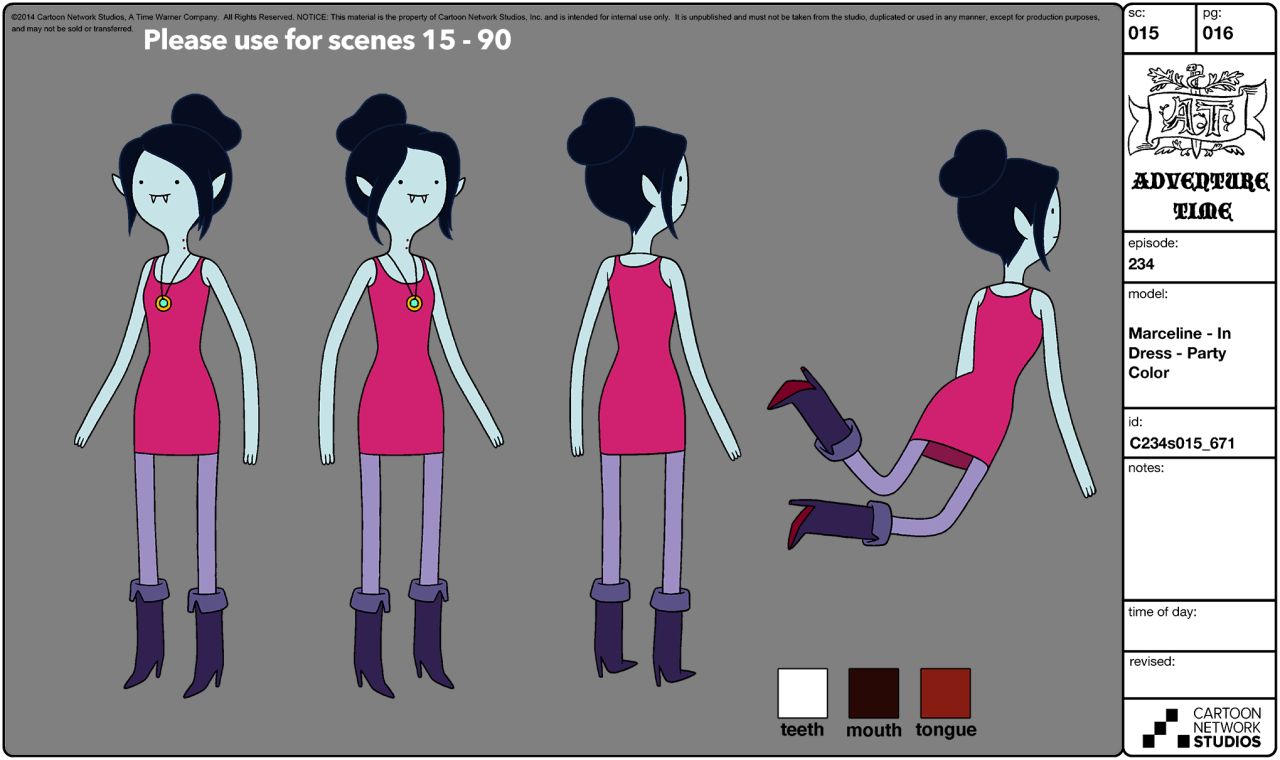 ©2014 Cartoon Network Studios, A Time Warner Company.  All Rights Reserved. NOTICE: This material is the property of Cartoon Network Studios, Inc. and is intended for internal use only.  It is unpublished and must not be taken from the studio, duplicated or used in any manner, except for production purposes,
and may not be sold or transferred.
Please use for scenes 15 - 90
sc:
015
pg:
016
AT
ADVENTURE
TIME
episode:
234
model:
Marceline - In
Dress - Party
Color
id:
C234s015_671
notes:
time of day:
revised:
teeth
mouth
tongue
CARTOON
NETWORK
STUDIOS